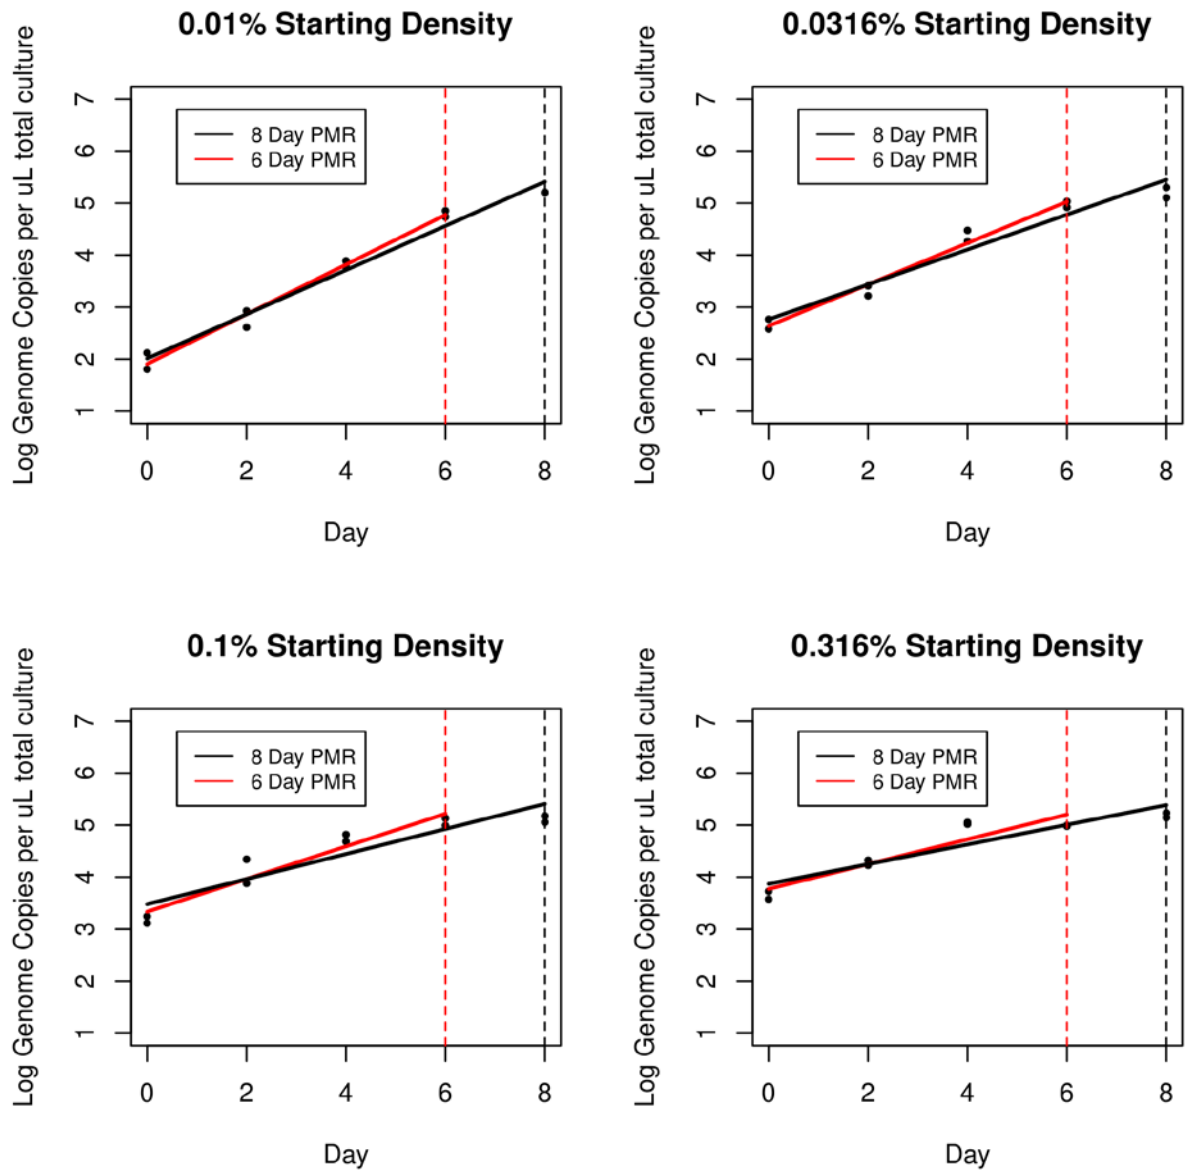 0.01% Starting Density
Log Genome Copies per uL total culture
7
6
5
4
3
2
1
8 Day PMR
6 Day PMR
0 2 4 6 8
Day
0.0316% Starting Density
Log Genome Copies per uL total culture
7
6
5
4
3
2
1
8 Day PMR
6 Day PMR
0 2 4 6 8
Day
0.1% Starting Density
Log Genome Copies per uL total culture
7
6
5
4
3
2
1
8 Day PMR
6 Day PMR
0 2 4 6 8
Day
0.316% Starting Density
Log Genome Copies per uL total culture
7
6
5
4
3
2
1
8 Day PMR
6 Day PMR
0 2 4 6 8
Day